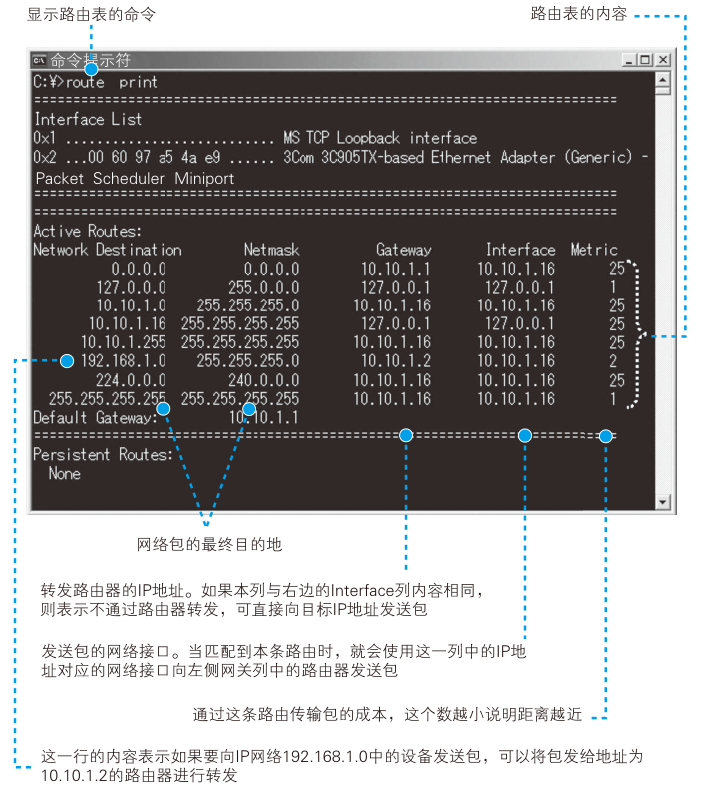 显示路由表的命令
路由表的内容
命令提示符
C:¥>route print
Interface List
0x1 ........................... MS TCP Loopback interface
0x2 ...00 60 97 a5 4a e9 ...... 3Com 3C905TX-based Ethernet Adapter (Generic) -
Packet Scheduler Miniport
Active Routes:
Network Destination Netmask Gateway Interface Metric
0.0.0.0 0.0.0.0 10.10.1.1 10.10.1.16 25
127.0.0.0 255.0.0.0 127.0.0.1 127.0.0.1 1
10.10.1.0 255.255.255.0 10.10.1.16 10.10.1.16 25
10.10.1.16 255.255.255.255 127.0.0.1 127.0.0.1 25
10.10.1.255 255.255.255.255 10.10.1.16 10.10.1.16 25
192.168.1.0 255.255.255.0 10.10.1.2 10.10.1.16 2
224.0.0.0 240.0.0.0 10.10.1.16 10.10.1.16 25
255.255.255.255 255.255.255.255 10.10.1.16 10.10.1.16 1
Default Gateway: 10.10.1.1
Persistent Routes:
None
网络包的最终目的地
转发路由器的IP地址。如果本列与右边的Interface列内容相同，
则表示不通过路由器转发，可直接向目标IP地址发送包
发送包的网络接口。当匹配到本条路由时，就会使用这一列中的IP地
址对应的网络接口向左侧网关列中的路由器发送包
通过这条路由传输包的成本，这个数越小说明距离越近
这一行的内容表示如果要向IP网络192.168.1.0中的设备发送包，可以将包发给地址为
10.10.1.2的路由器进行转发